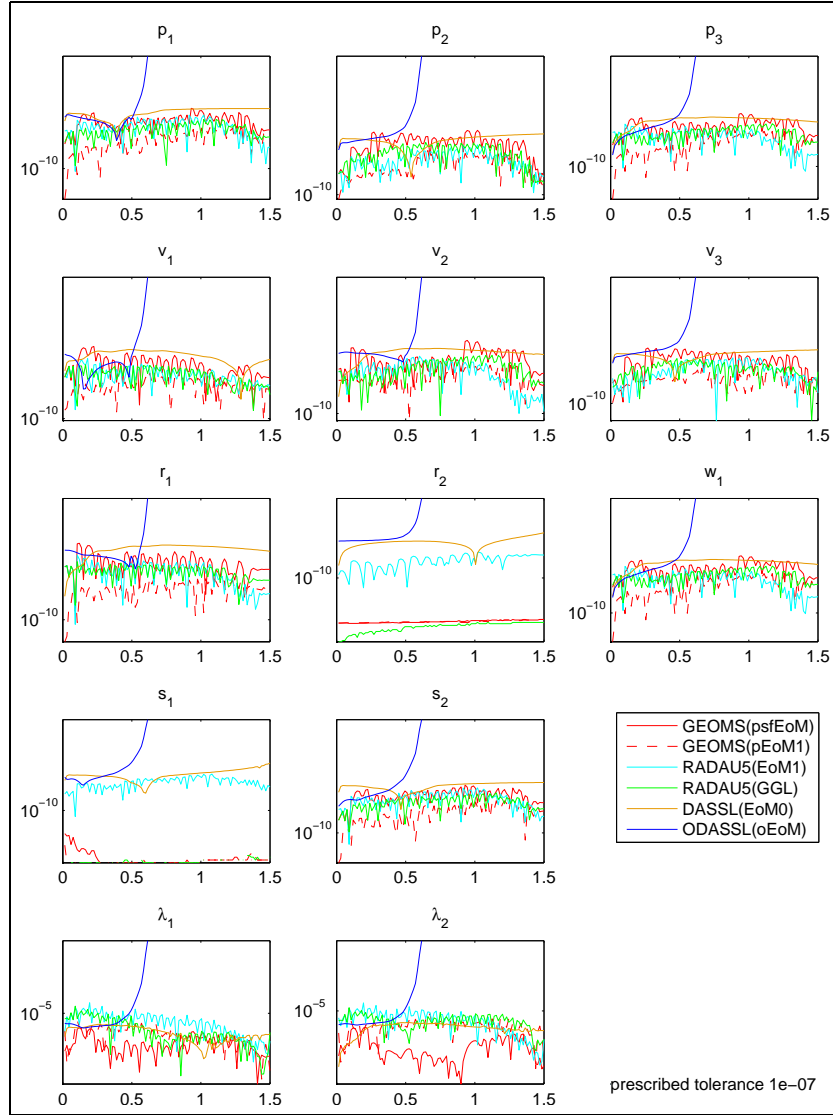 p1 p2 p3
10−10
10−10
10−10
0 0.5 1 1.5
0 0.5 1 1.5
0 0.5 1 1.5
v1 v2 v3
10−10
10−10
10−10
0 0.5 1 1.5
0 0.5 1 1.5
0 0.5 1 1.5
r1 r2 w1
10−10
10−10
10−10
0 0.5 1 1.5
0 0.5 1 1.5
0 0.5 1 1.5
s1 s2
10−10
10−10
0 0.5 1 1.5
0 0.5 1 1.5
GEOMS(psfEoM)
GEOMS(pEoM1)
RADAU5(EoM1)
RADAU5(GGL)
DASSL(EoM0)
ODASSL(oEoM)
λ1 λ2
10−5
10−5
0 0.5 1 1.5
0 0.5 1 1.5
prescribed tolerance 1e−07